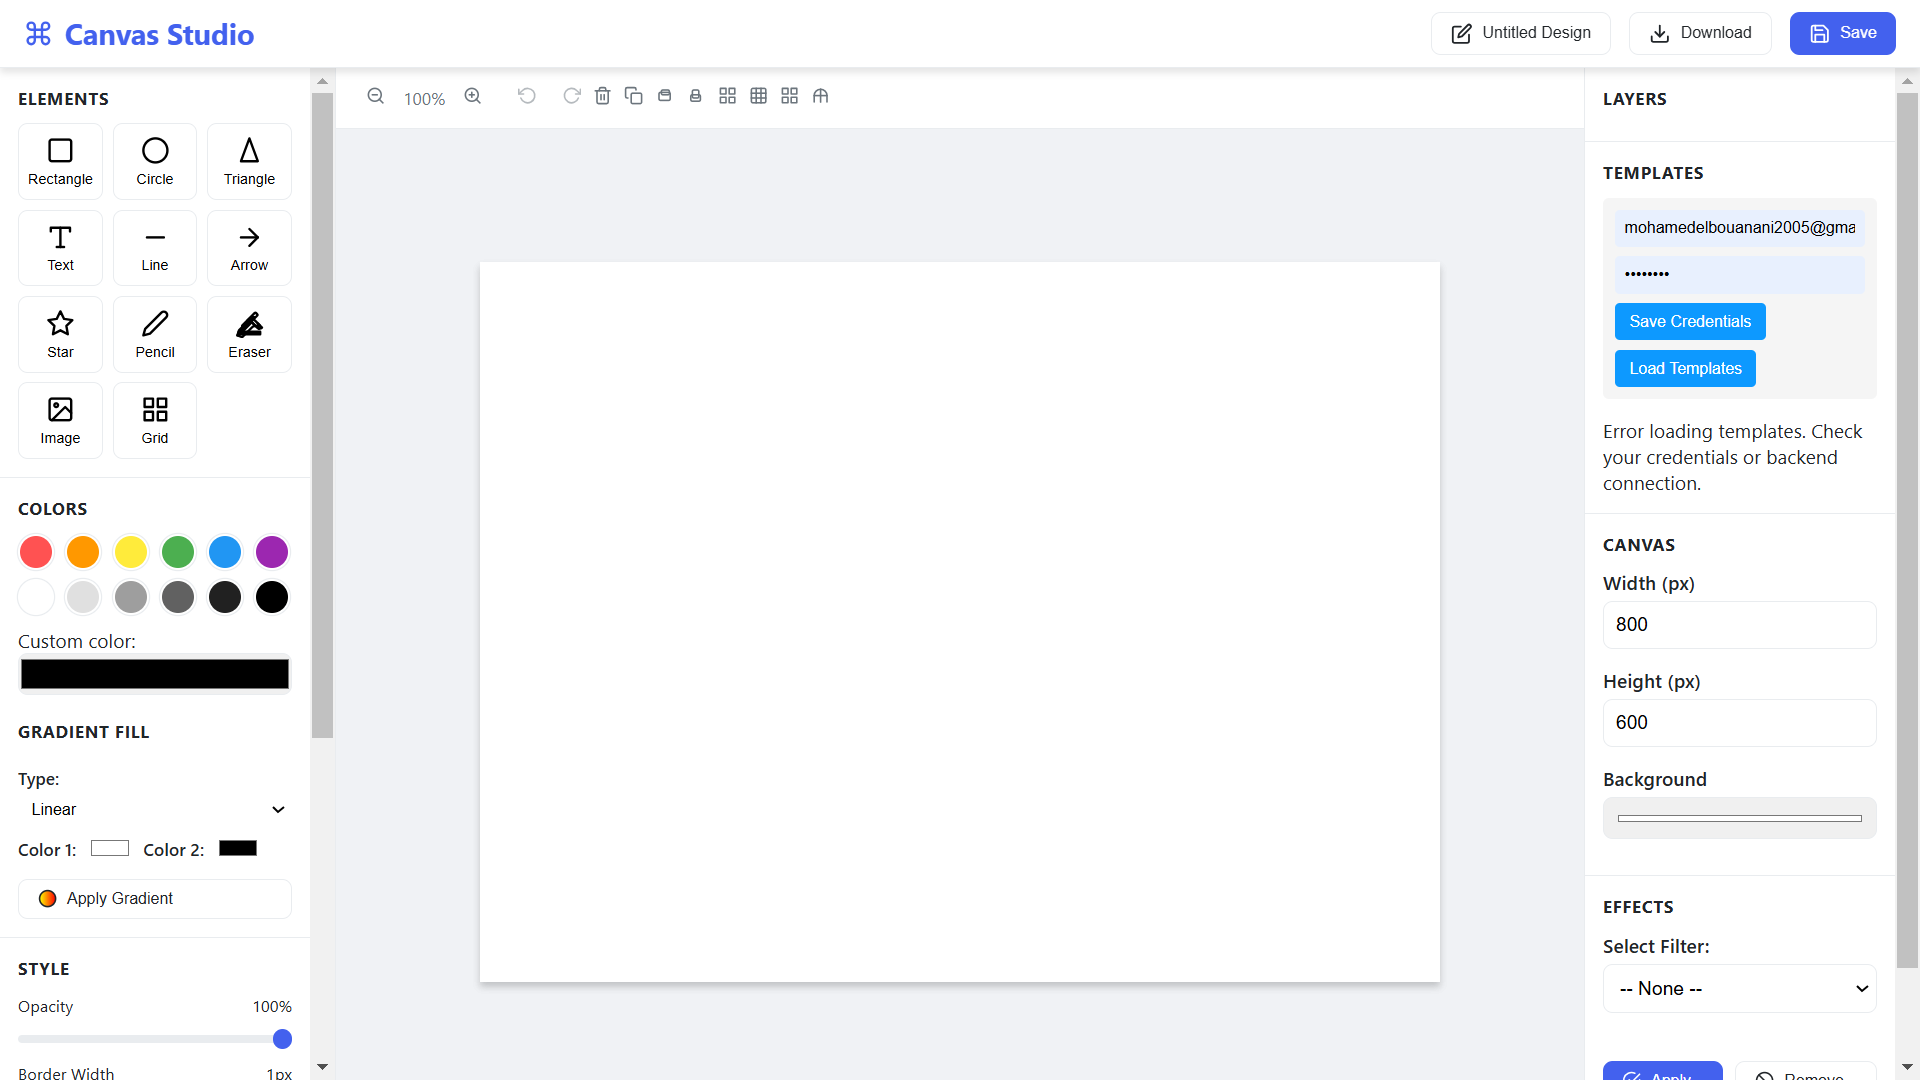 Canvas Studio
Untitled Design
Download
Save
ELEMENTS
Rectangle
Circle
Triangle
Text
Line
Arrow
Star
Pencil
Eraser
Image
Grid
COLORS
Custom color:
GRADIENT FILL
Type:
Linear
Color 1:
Color 2:
Apply Gradient
STYLE
Opacity
100%
Border Width
1px
100%
LAYERS
TEMPLATES
mohamedelbouanani2005@gma
••••••••
Save Credentials
Load Templates
Error loading templates. Check
your credentials or backend
connection.
CANVAS
Width (px)
800
Height (px)
600
Background
EFFECTS
Select Filter:
-- None --
Apply
Remove